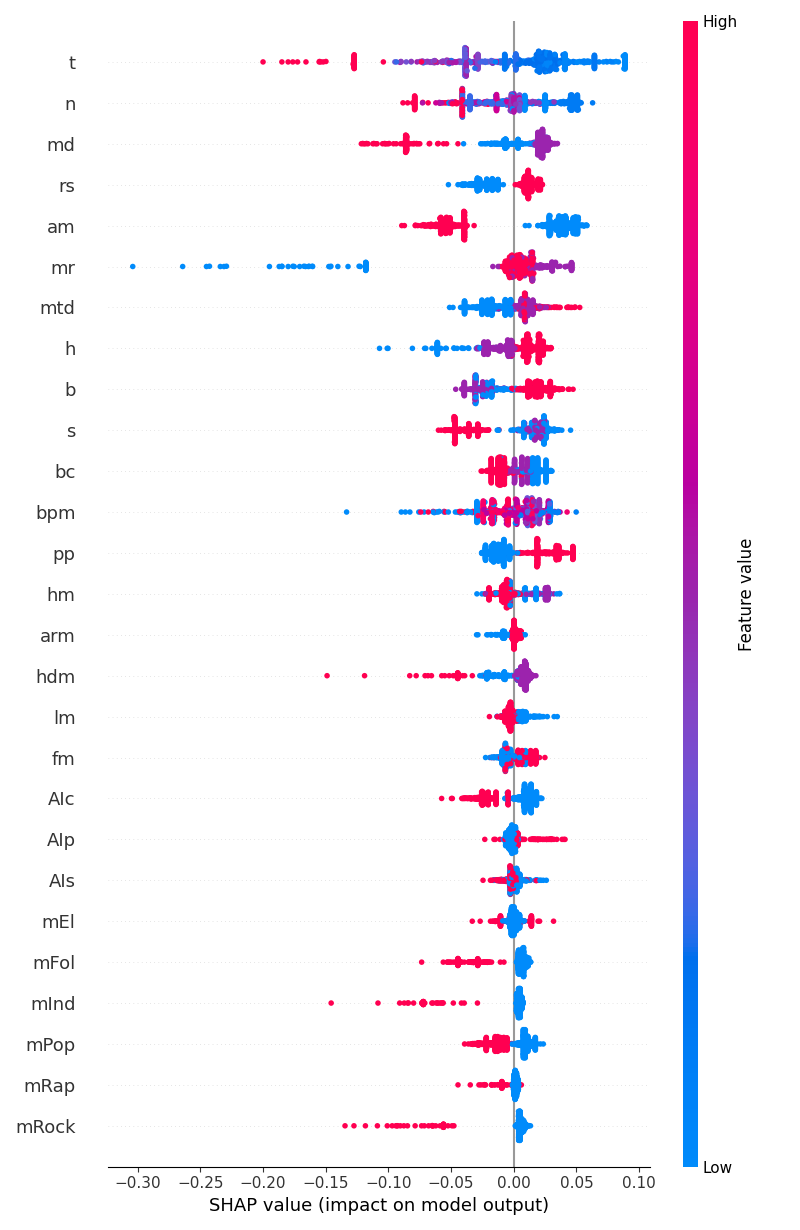 High
t
n
md
rs
am
mr
mtd
h
b
s
bc
bpm
pp
hm
arm
hdm
lm
fm
AIc
AIp
AIs
mEl
mFol
mInd
mPop
mRap
mRock
Feature value
Low
−0.30 −0.25 −0.20 −0.15 −0.10 −0.05 0.00 0.05 0.10
SHAP value (impact on model output)